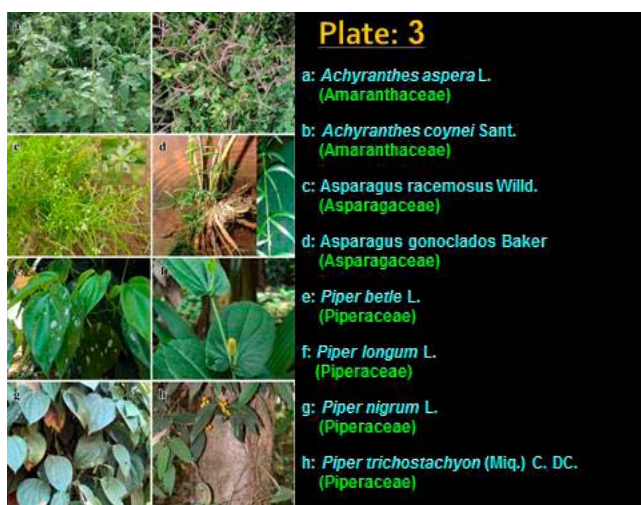 a
b
c
d
e
f
g
h
Plate: 3
a: Achyranthes aspera L.
(Amaranthaceae)
b: Achyranthes coynei Sant.
(Amaranthaceae)
c: Asparagus racemosus Willd.
(Asparagaceae)
d: Asparagus gonoclados Baker
(Asparagaceae)
e: Piper betle L.
(Piperaceae)
f: Piper longum L.
(Piperaceae)
g: Piper nigrum L.
(Piperaceae)
h: Piper trichostachyon (Miq.) C. DC.
(Piperaceae)